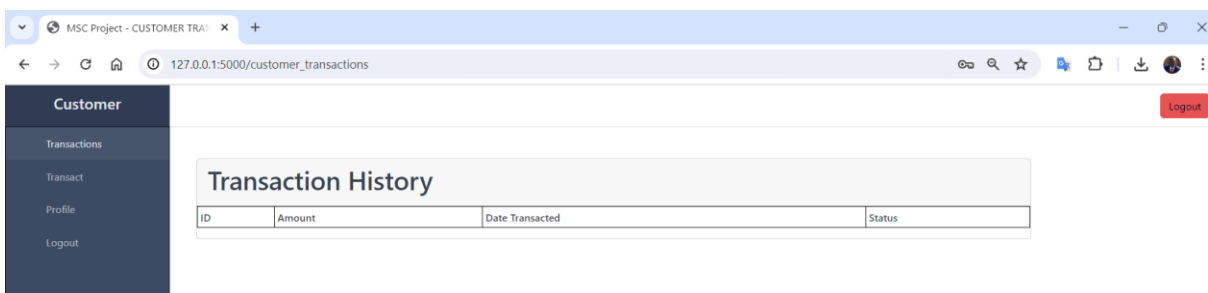 MSC Project - CUSTOMER TRAN
127.0.0.1:5000/customer_transactions
Customer
Logout
Transactions
Transact
Profile
Logout
Transaction History
ID Amount Date Transacted Status